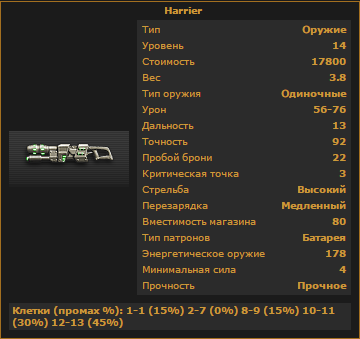 Harrier
Тип Оружие
Уровень 14
Стоимость 17800
Вес 3.8
Тип оружия Одиночные
Урон 56-76
Дальность 13
Точность 92
Пробой брони 22
Критическая точка 3
Стрельба Высокий
Перезарядка Медленный
Вместимость магазина 80
Тип патронов Батарея
Энергетическое оружие 178
Минимальная сила 4
Прочность Прочное
Клетки (промах %): 1-1 (15%) 2-7 (0%) 8-9 (15%) 10-11
(30%) 12-13 (45%)